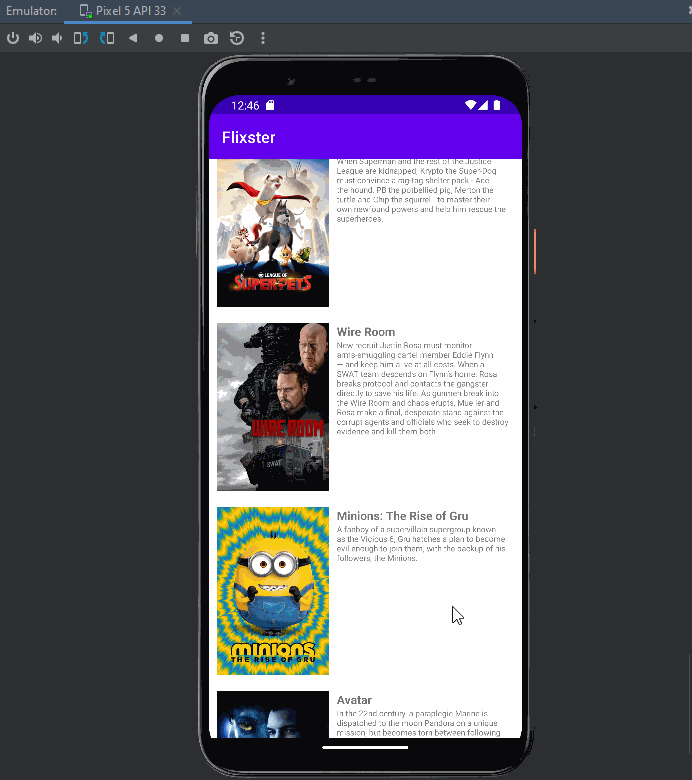 Emulator: Pixel 5 API 33
12:46
Flixster
When Superman and the rest of the Justice
League are kidnapped, Krypto the Super-Dog
must convince a rag-tag shelter pack - Ace
the hound, PB the potbellied pig, Merton the
turtle and Chip the squirrel - to master their
own newfound powers and help him rescue the
superheroes.
DC LEAGUE OF
SUPER-PETS
Wire Room
New recruit Justin Rosa must monitor
arms-smuggling cartel member Eddie Flynn
— and keep him alive at all costs. When a
SWAT team descends on Flynn's home, Rosa
breaks protocol and contacts the gangster
directly to save his life. As gunmen break into
the Wire Room and chaos erupts, Mueller and
Rosa make a final, desperate stand against the
corrupt agents and officials who seek to destroy
evidence and kill them both.
WIRE ROOM
SWAT
Minions: The Rise of Gru
A fanboy of a supervillain supergroup known
as the Vicious 6, Gru hatches a plan to become
evil enough to join them, with the backup of his
followers, the Minions.
MINIONS
THE RISE OF GRU
Avatar
In the 22nd century, a paraplegic Marine is
dispatched to the moon Pandora on a unique
mission, but becomes torn between following